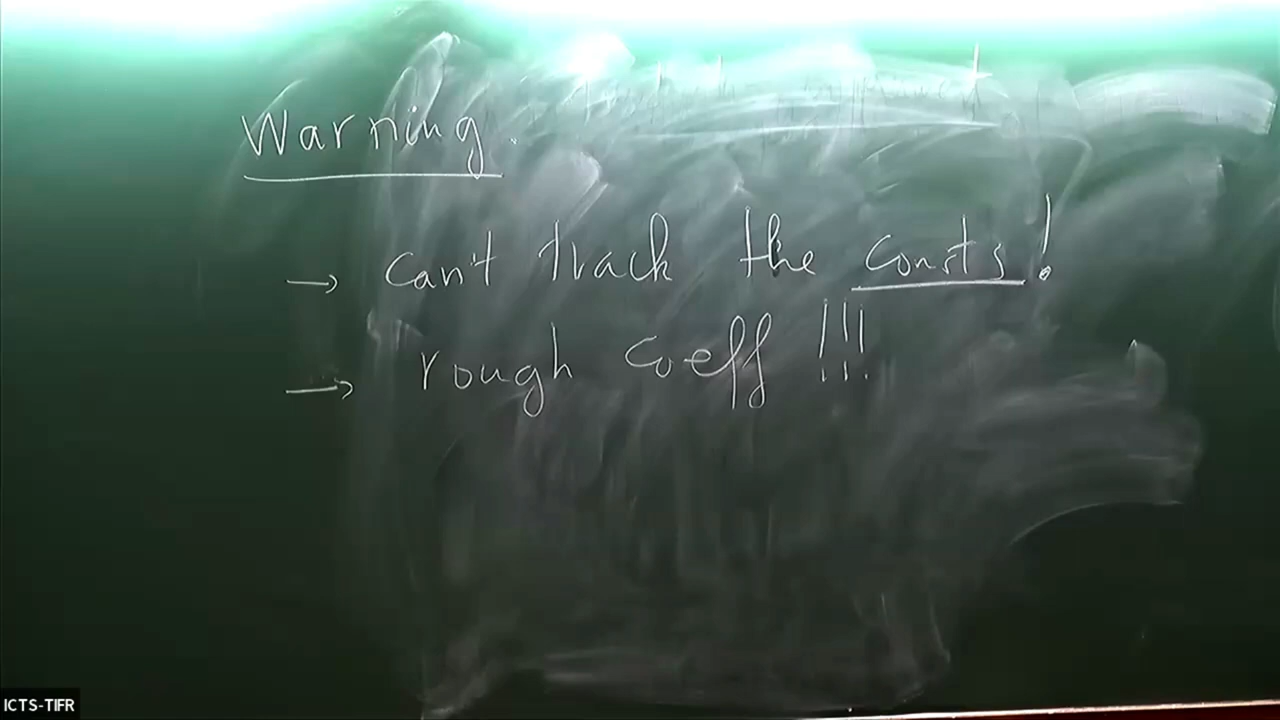 Warning.
→ can't track the consts!
→ rough coeff !!!
ICTS-TIFR